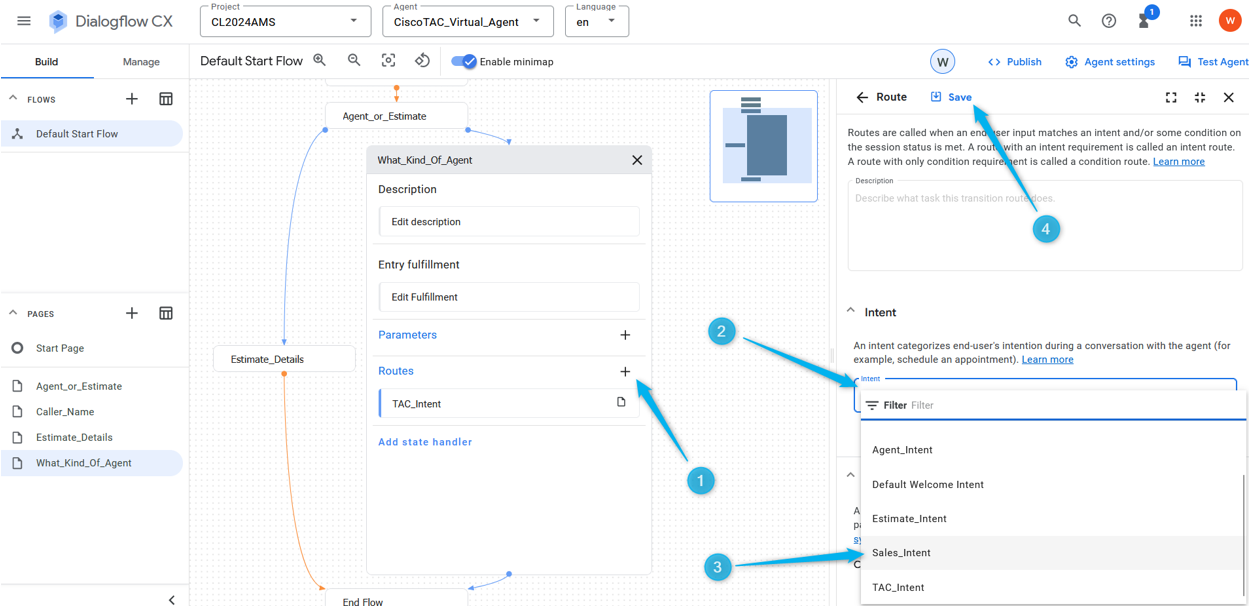 Dialogflow CX
Project
CL2024AMS
Agent
CiscoTAC_Virtual_Agent
Language
en
1
W
Build
Manage
Default Start Flow
Enable minimap
W
Publish
Agent settings
Test Agent
FLOWS
Default Start Flow
PAGES
Start Page
Agent_or_Estimate
Caller_Name
Estimate_Details
What_Kind_Of_Agent
Agent_or_Estimate
Estimate_Details
End Flow
What_Kind_Of_Agent
Description
Edit description
Entry fulfillment
Edit Fulfillment
Parameters
Routes
TAC_Intent
Add state handler
1
Route
Save
Routes are called when an end-user input matches an intent and/or some condition on
the session status is met. A route with an intent requirement is called an intent route.
A route with only condition requirement is called a condition route. Learn more
Description
Describe what task this transition route does.
4
Intent
2
An intent categorizes end-user's intention during a conversation with the agent (for
example, schedule an appointment). Learn more
Intent
Filter Filter
Agent_Intent
Default Welcome Intent
Estimate_Intent
Sales_Intent
3
TAC_Intent